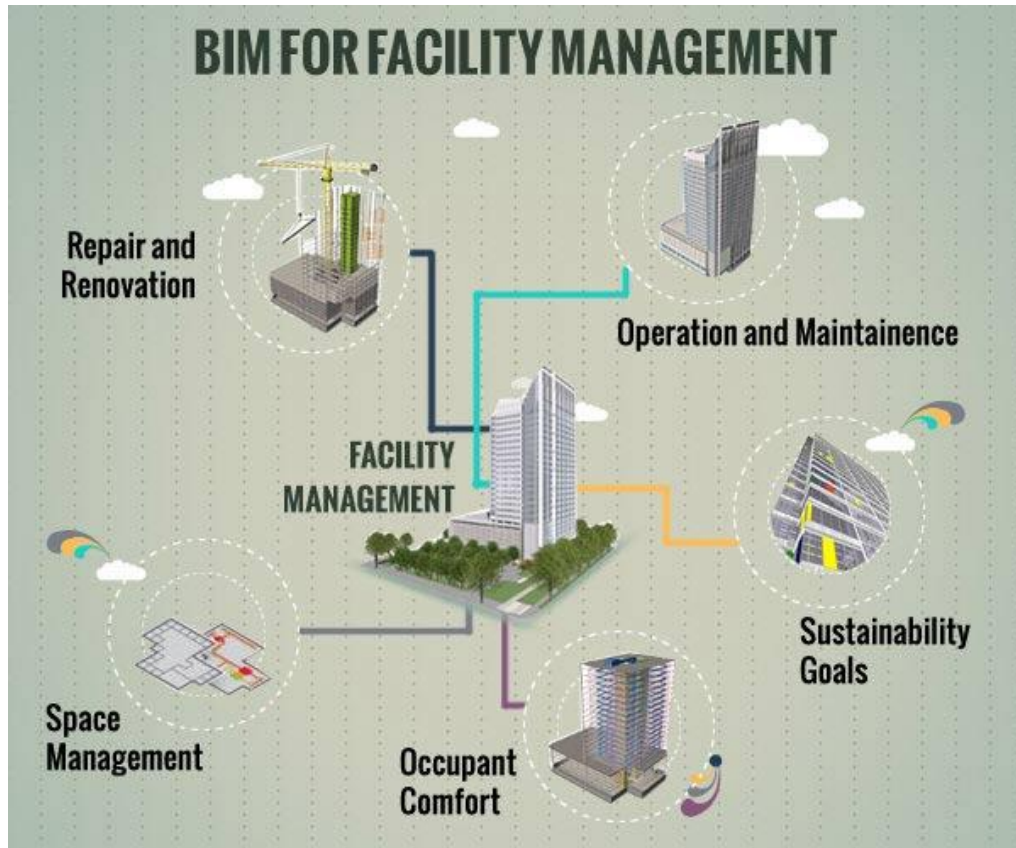 BIM FOR FACILITY MANAGEMENT
Repair and
Renovation
Operation and Maintainence
FACILITY
MANAGEMENT
Sustainability
Goals
Space
Management
Occupant
Comfort